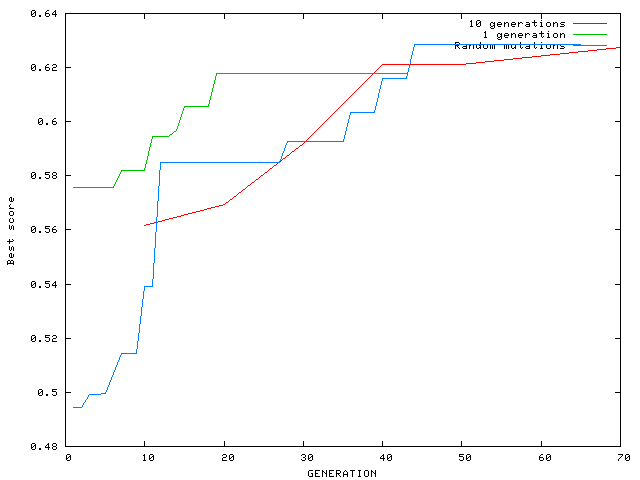 0.64
0.62
0.6
0.58
0.56
0.54
0.52
0.5
0.48
Best score
10 generations
1 generation
Random mutations
0 10 20 30 40 50 60 70
GENERATION